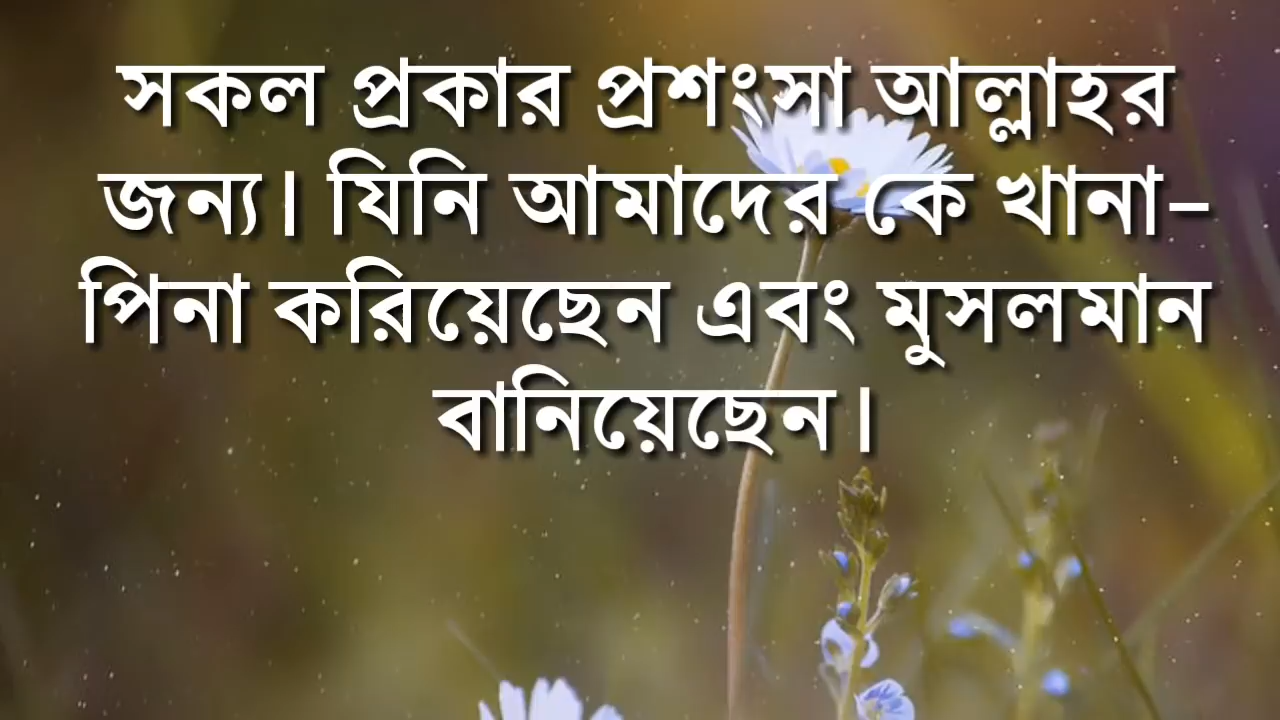 সকল প্রকার প্রশংসা আল্লাহর
জন্য। যিনি আমাদের কে খানা-
পিনা করিয়েছেন এবং মুসলমান
বানিয়েছেন।